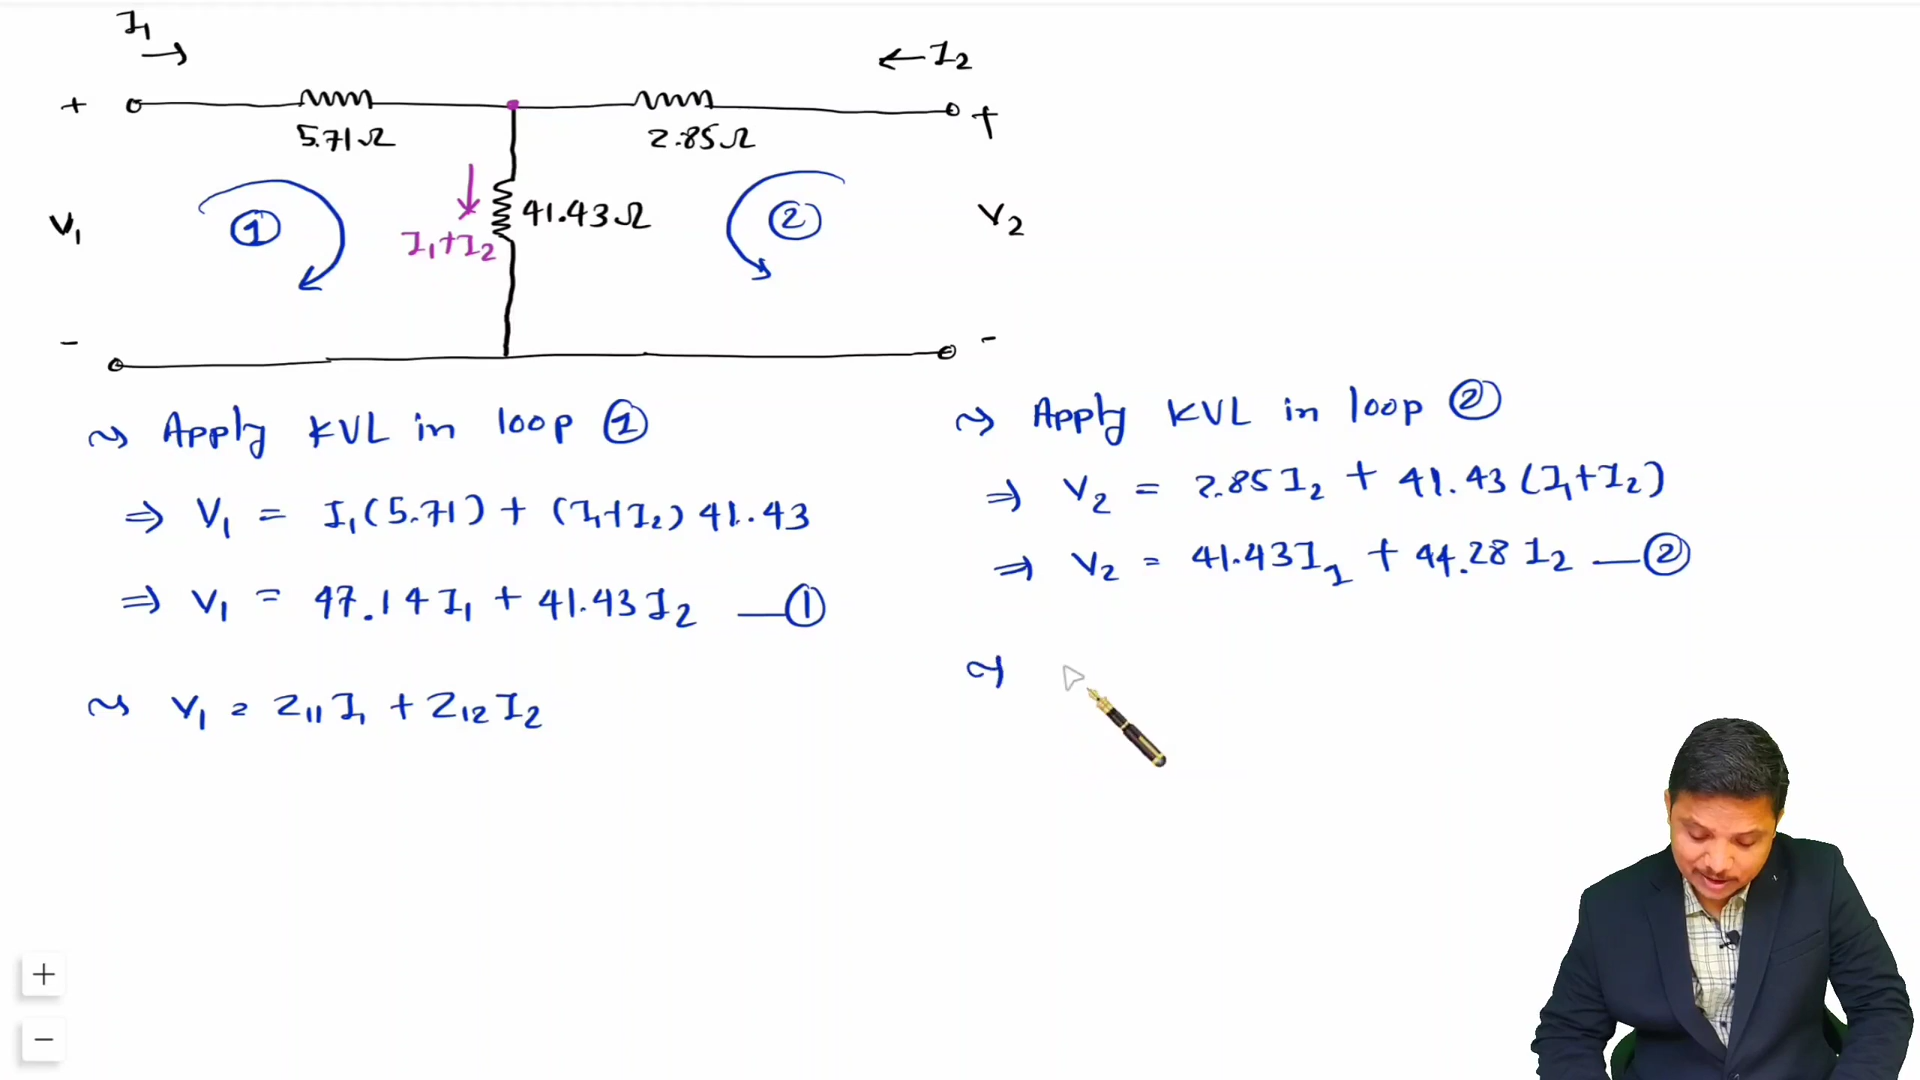 I₁ →
← I₂
+
5.71Ω
2.85Ω
+
V₁
①
I₁+I₂
41.43Ω
②
V₂
-
-
~> Apply KVL in loop ①
⇒ V₁ = I₁(5.71) + (I₁+I₂) 41.43
⇒ V₁ = 47.14 I₁ + 41.43 I₂ —①
~> V₁ = Z₁₁ I₁ + Z₁₂ I₂
~> Apply KVL in loop ②
⇒ V₂ = 2.85 I₂ + 41.43 (I₁+I₂)
⇒ V₂ = 41.43 I₁ + 44.28 I₂ —②